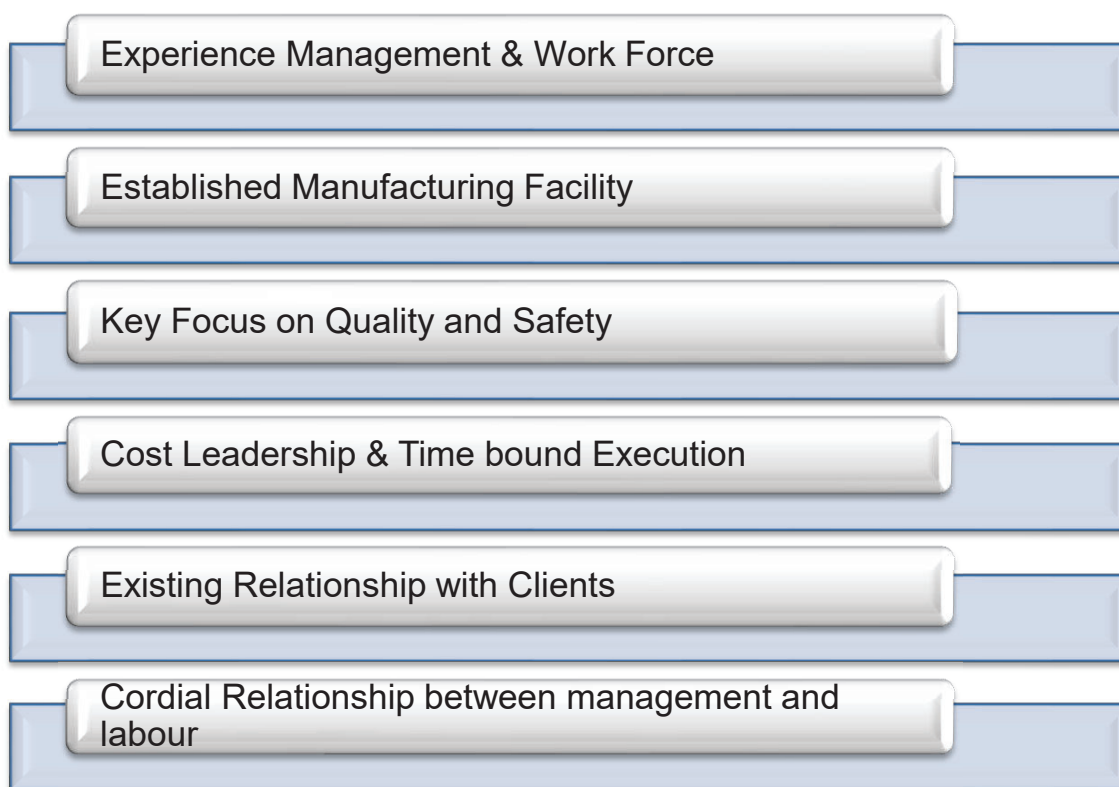 Experience Management & Work Force
Established Manufacturing Facility
Key Focus on Quality and Safety
Cost Leadership & Time bound Execution
Existing Relationship with Clients
Cordial Relationship between management and
labour